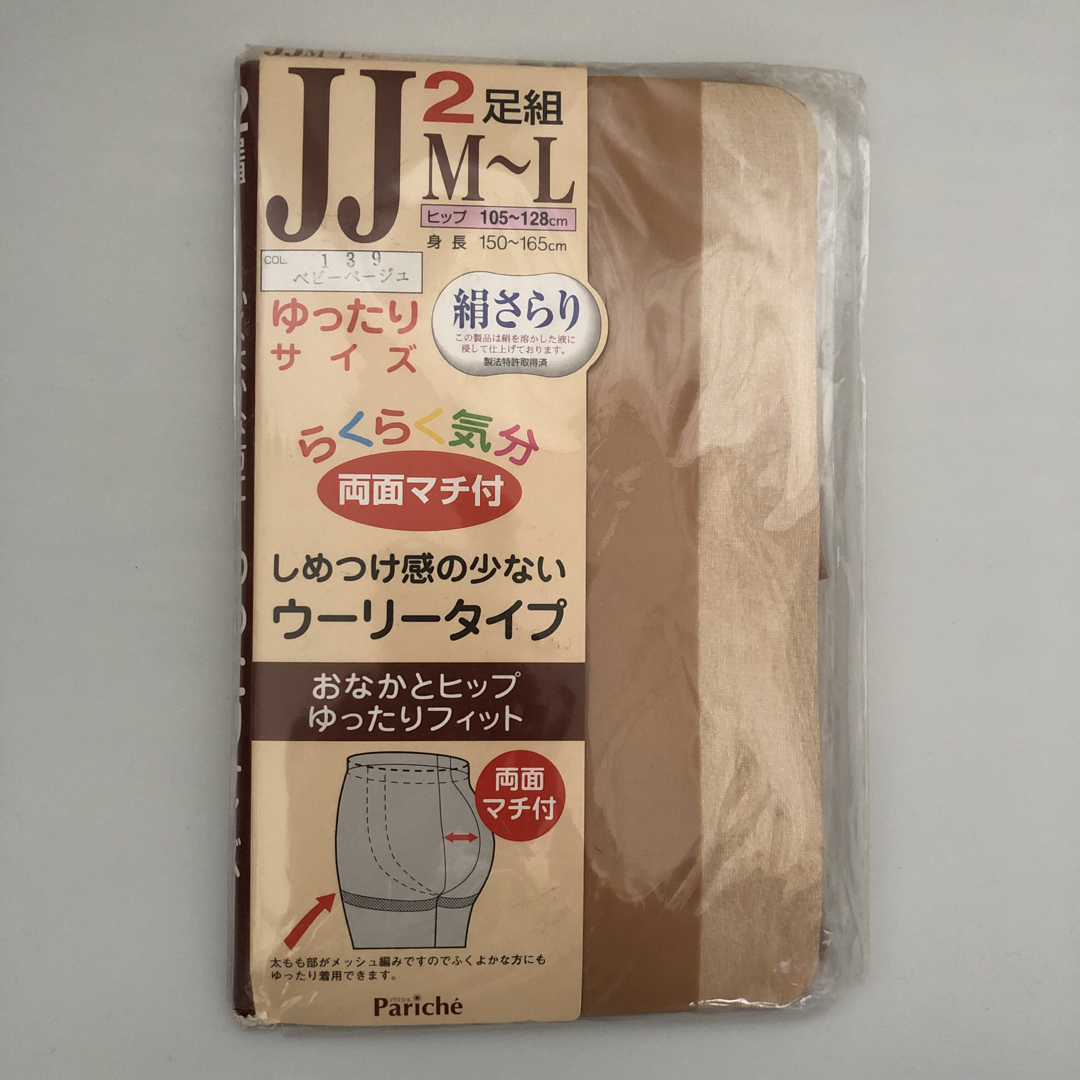 JJM~L
JJ
2足組
M~L
ヒップ 105~128cm
身長 150~165cm
COL.
139
ベビーベージュ
ゆったり
サイズ
絹さらり
この製品は絹を溶かした液に
浸して仕上げております。
製法特許取得済
らくらく気分
両面マチ付
しめつけ感の少ない
ウーリータイプ
おなかとヒップ
ゆったりフィット
両面
マチ付
太もも部がメッシュ編みですのでふくよかな方にも
ゆったり着用できます。
パリシェ
Pariché